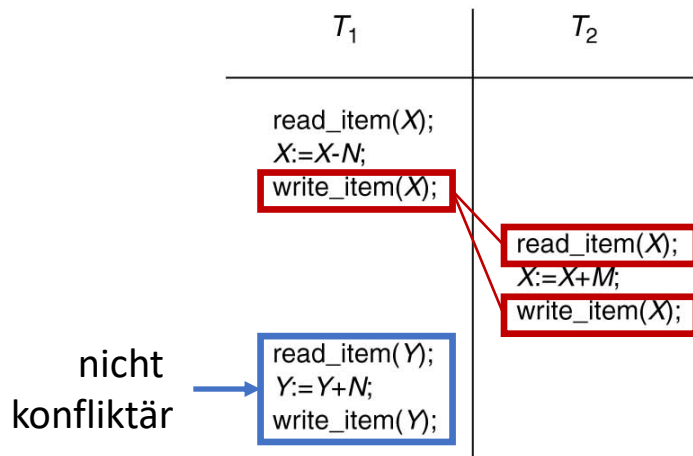 T1 T2
read_item(X);
X:=X-N;
write_item(X);
read_item(X);
X:=X+M;
write_item(X);
nicht
konfliktär
read_item(Y);
Y:=Y+N;
write_item(Y);